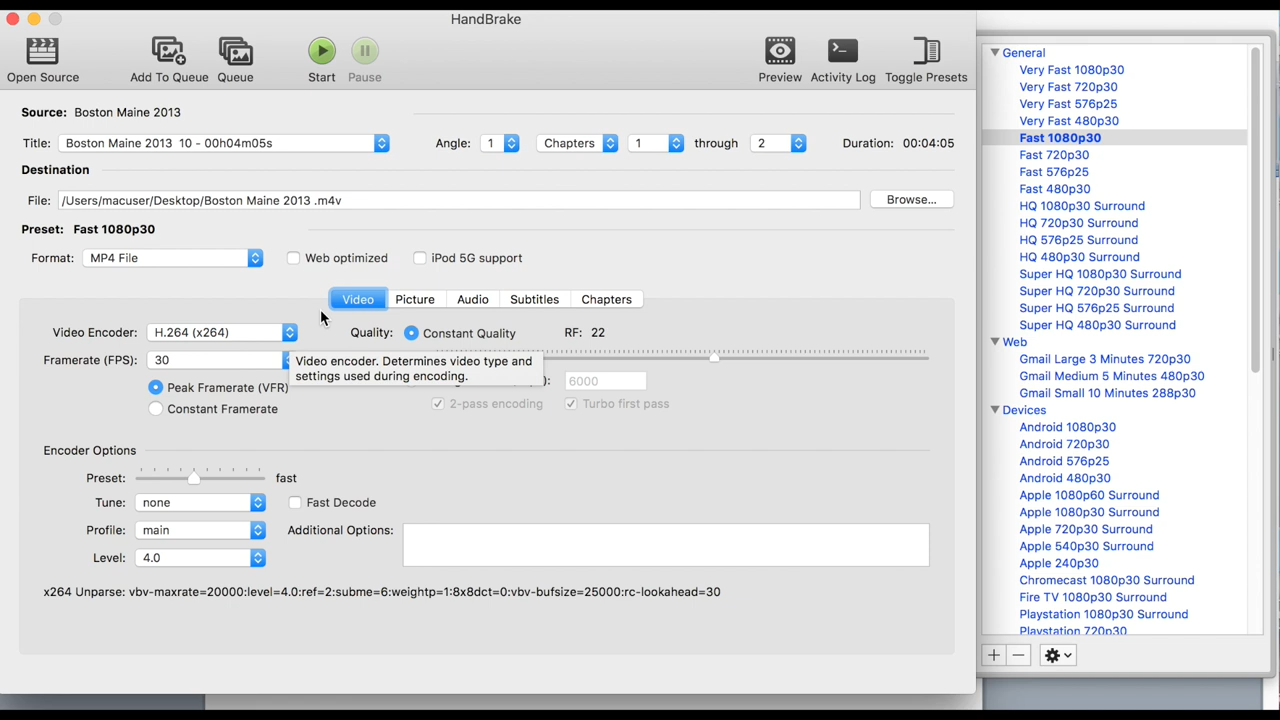 HandBrake
Open Source
Add To Queue
Queue
Start
Pause
Preview
Activity Log
Toggle Presets
Source: Boston Maine 2013
Title: Boston Maine 2013 10 - 00h04m05s
Angle: 1 Chapters 1 through 2 Duration: 00:04:05
Destination
File: /Users/macuser/Desktop/Boston Maine 2013 .m4v Browse...
Preset: Fast 1080p30
Format: MP4 File Web optimized iPod 5G support
Video Picture Audio Subtitles Chapters
Video Encoder: H.264 (x264) Quality: Constant Quality RF: 22
Framerate (FPS): 30
Video encoder. Determines video type and
settings used during encoding.
6000
Peak Framerate (VFR)
2-pass encoding Turbo first pass
Constant Framerate
Encoder Options
Preset: fast
Tune: none Fast Decode
Profile: main Additional Options:
Level: 4.0
x264 Unparse: vbv-maxrate=20000:level=4.0:ref=2:subme=6:weightp=1:8x8dct=0:vbv-bufsize=25000:rc-lookahead=30
General
Very Fast 1080p30
Very Fast 720p30
Very Fast 576p25
Very Fast 480p30
Fast 1080p30
Fast 720p30
Fast 576p25
Fast 480p30
HQ 1080p30 Surround
HQ 720p30 Surround
HQ 576p25 Surround
HQ 480p30 Surround
Super HQ 1080p30 Surround
Super HQ 720p30 Surround
Super HQ 576p25 Surround
Super HQ 480p30 Surround
Web
Gmail Large 3 Minutes 720p30
Gmail Medium 5 Minutes 480p30
Gmail Small 10 Minutes 288p30
Devices
Android 1080p30
Android 720p30
Android 576p25
Android 480p30
Apple 1080p60 Surround
Apple 1080p30 Surround
Apple 720p30 Surround
Apple 540p30 Surround
Apple 240p30
Chromecast 1080p30 Surround
Fire TV 1080p30 Surround
Playstation 1080p30 Surround
Playstation 720p30